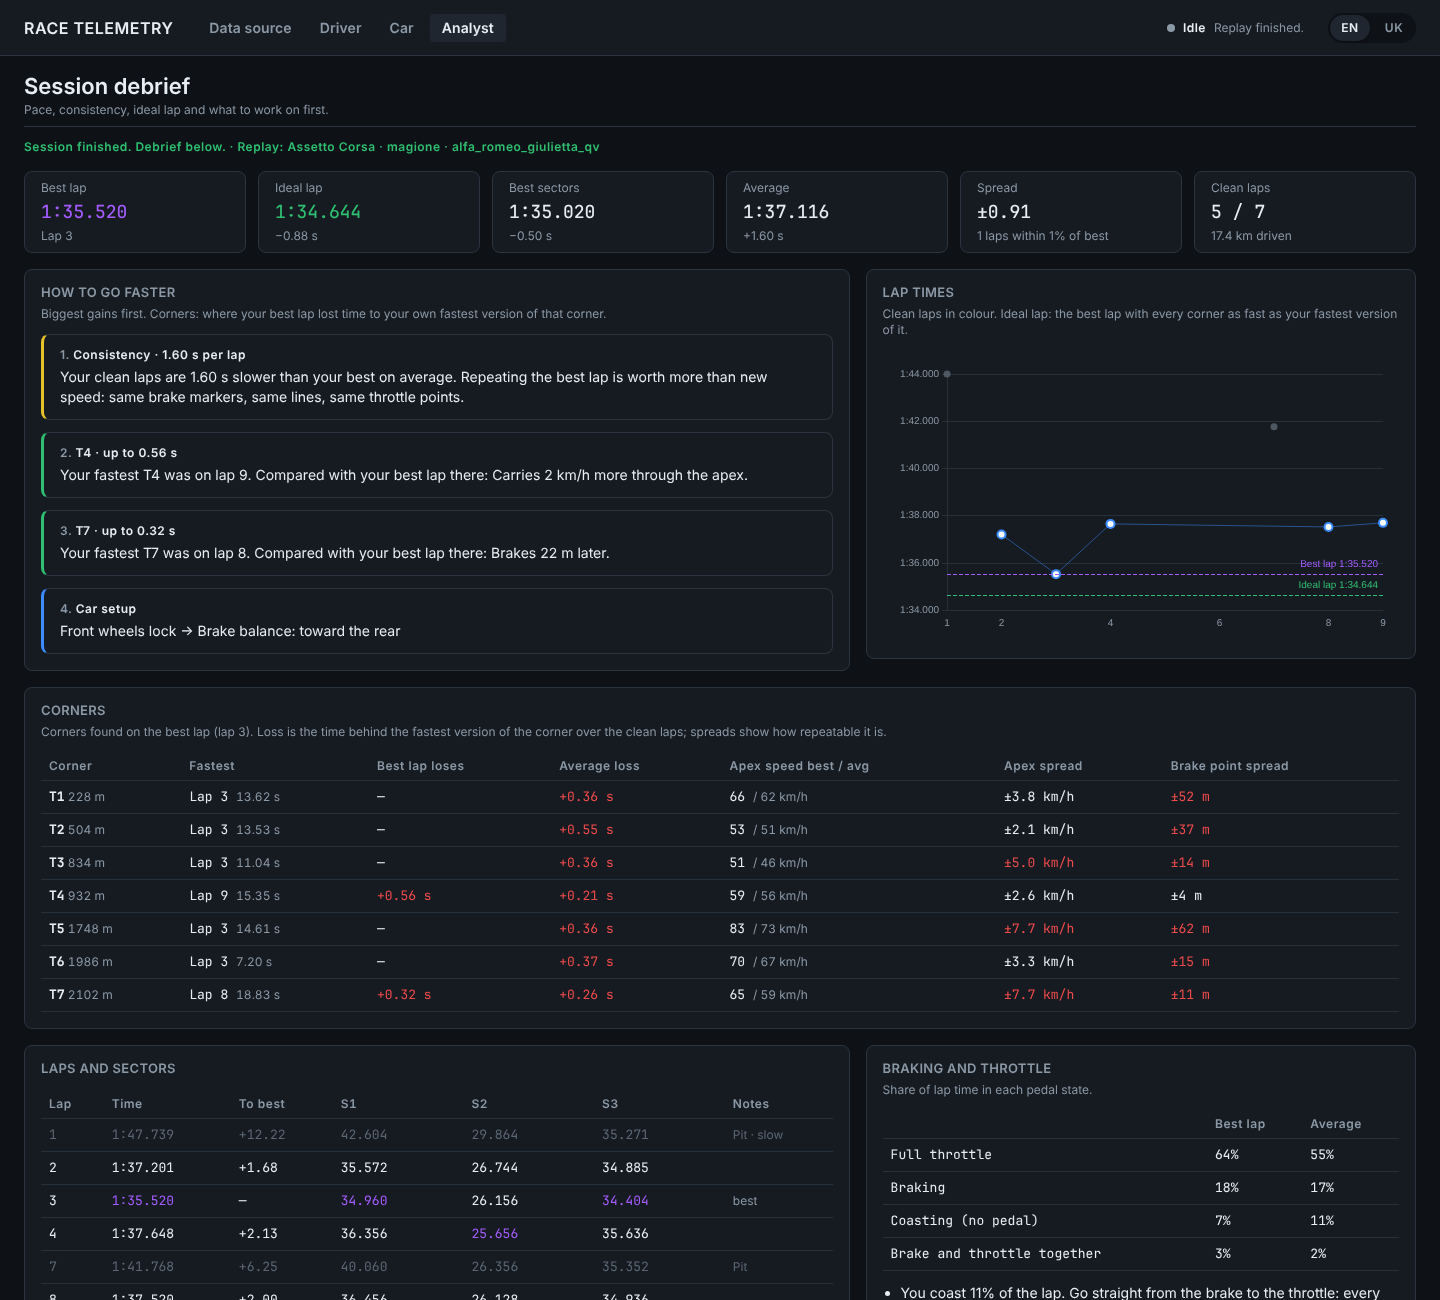 RACE TELEMETRY Data source Driver Car Analyst Idle Replay finished. EN UK
Session debrief
Pace, consistency, ideal lap and what to work on first.
Session finished. Debrief below. · Replay: Assetto Corsa · magione · alfa_romeo_giulietta_qv
Best lap
1:35.520
Lap 3
Ideal lap
1:34.644
−0.88 s
Best sectors
1:35.020
−0.50 s
Average
1:37.116
+1.60 s
Spread
±0.91
1 laps within 1% of best
Clean laps
5 / 7
17.4 km driven
HOW TO GO FASTER
Biggest gains first. Corners: where your best lap lost time to your own fastest version of that corner.
1. Consistency · 1.60 s per lap
Your clean laps are 1.60 s slower than your best on average. Repeating the best lap is worth more than new
speed: same brake markers, same lines, same throttle points.
2. T4 · up to 0.56 s
Your fastest T4 was on lap 9. Compared with your best lap there: Carries 2 km/h more through the apex.
3. T7 · up to 0.32 s
Your fastest T7 was on lap 8. Compared with your best lap there: Brakes 22 m later.
4. Car setup
Front wheels lock → Brake balance: toward the rear
LAP TIMES
Clean laps in colour. Ideal lap: the best lap with every corner as fast as your fastest version
of it.
1:44.000
1:42.000
1:40.000
1:38.000
1:36.000
Best lap 1:35.520
Ideal lap 1:34.644
1:34.000
1 2 4 6 8 9
CORNERS
Corners found on the best lap (lap 3). Loss is the time behind the fastest version of the corner over the clean laps; spreads show how repeatable it is.
Corner Fastest Best lap loses Average loss Apex speed best / avg Apex spread Brake point spread
T1 228 m Lap 3 13.62 s — +0.36 s 66 / 62 km/h ±3.8 km/h ±52 m
T2 504 m Lap 3 13.53 s — +0.55 s 53 / 51 km/h ±2.1 km/h ±37 m
T3 834 m Lap 3 11.04 s — +0.36 s 51 / 46 km/h ±5.0 km/h ±14 m
T4 932 m Lap 9 15.35 s +0.56 s +0.21 s 59 / 56 km/h ±2.6 km/h ±4 m
T5 1748 m Lap 3 14.61 s — +0.36 s 83 / 73 km/h ±7.7 km/h ±62 m
T6 1986 m Lap 3 7.20 s — +0.37 s 70 / 67 km/h ±3.3 km/h ±15 m
T7 2102 m Lap 8 18.83 s +0.32 s +0.26 s 65 / 59 km/h ±7.7 km/h ±11 m
LAPS AND SECTORS
Lap Time To best S1 S2 S3 Notes
1 1:47.739 +12.22 42.604 29.864 35.271 Pit · slow
2 1:37.201 +1.68 35.572 26.744 34.885
3 1:35.520 — 34.960 26.156 34.404 best
4 1:37.648 +2.13 36.356 25.656 35.636
7 1:41.768 +6.25 40.060 26.356 35.352 Pit
8 1:37.520 +2.00 36.456 26.128 34.936
BRAKING AND THROTTLE
Share of lap time in each pedal state.
Best lap Average
Full throttle 64% 55%
Braking 18% 17%
Coasting (no pedal) 7% 11%
Brake and throttle together 3% 2%
• You coast 11% of the lap. Go straight from the brake to the throttle: every